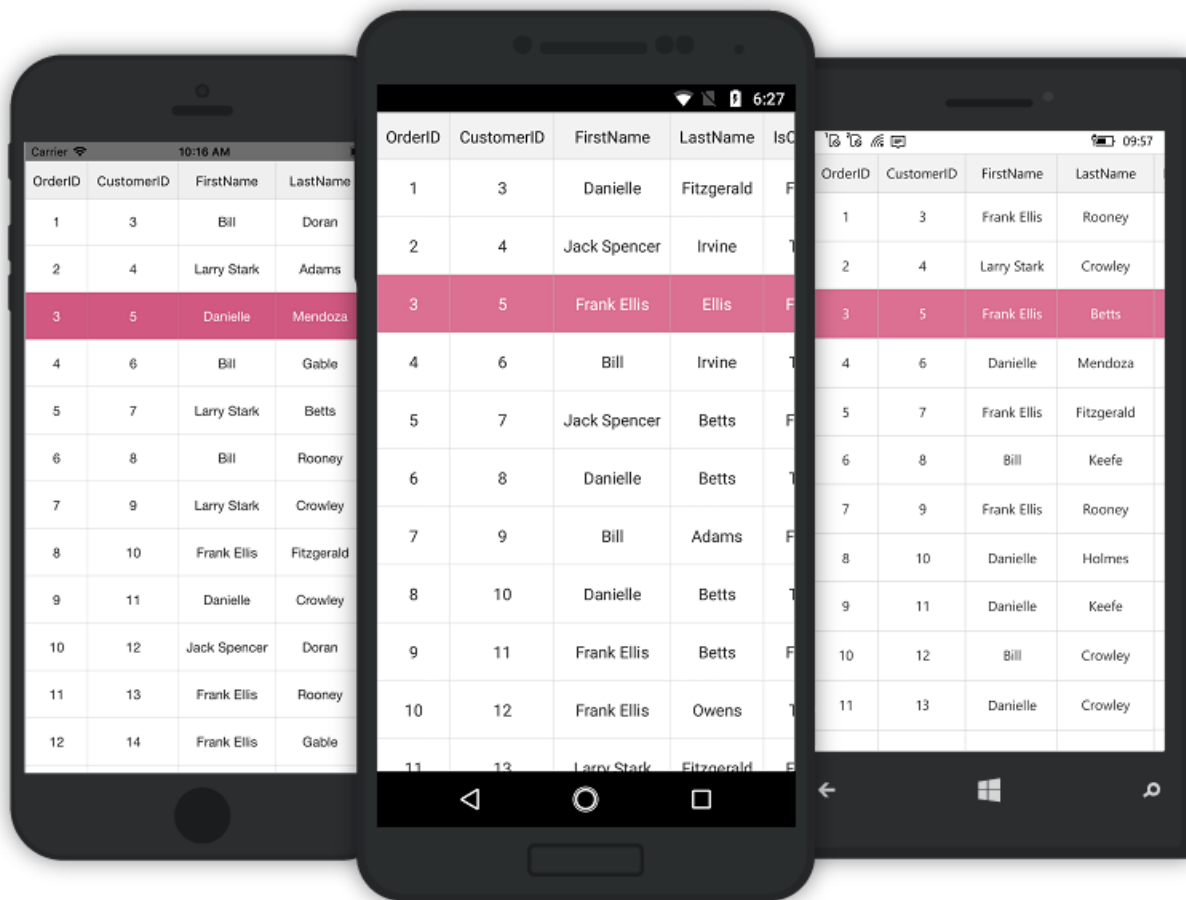 Carrier 10:16 AM
OrderID CustomerID FirstName LastName
1 3 Bill Doran
2 4 Larry Stark Adams
3 5 Danielle Mendoza
4 6 Bill Gable
5 7 Larry Stark Betts
6 8 Bill Rooney
7 9 Larry Stark Crowley
8 10 Frank Ellis Fitzgerald
9 11 Danielle Crowley
10 12 Jack Spencer Doran
11 13 Frank Ellis Rooney
12 14 Frank Ellis Gable
6:27
OrderID CustomerID FirstName LastName
1 3 Danielle Fitzgerald F
2 4 Jack Spencer Irvine
3 5 Frank Ellis Ellis F
4 6 Bill Irvine
5 7 Jack Spencer Betts F
6 8 Danielle Betts
7 9 Bill Adams F
8 10 Danielle Betts
9 11 Frank Ellis Betts F
10 12 Frank Ellis Owens
11 13 Larry Stark Fitzgerald F
09:57
OrderID CustomerID FirstName LastName
1 3 Frank Ellis Rooney
2 4 Larry Stark Crowley
3 5 Frank Ellis Betts
4 6 Danielle Mendoza
5 7 Frank Ellis Fitzgerald
6 8 Bill Keefe
7 9 Frank Ellis Rooney
8 10 Danielle Holmes
9 11 Danielle Keefe
10 12 Bill Crowley
11 13 Danielle Crowley